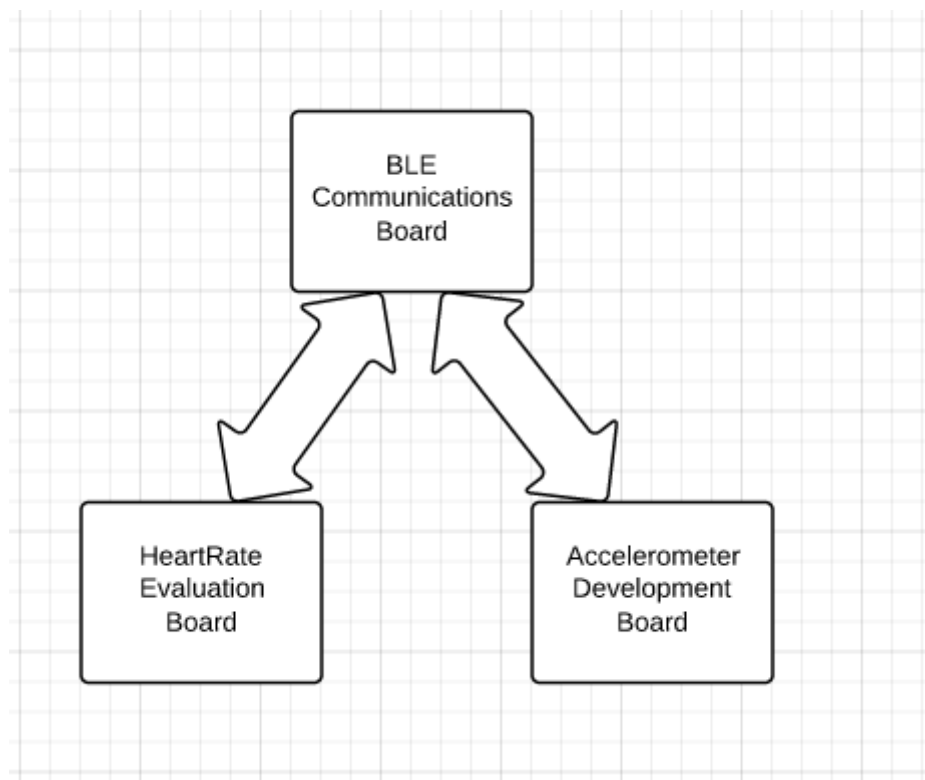 BLE
Communications
Board
HeartRate
Evaluation
Board
Accelerometer
Development
Board